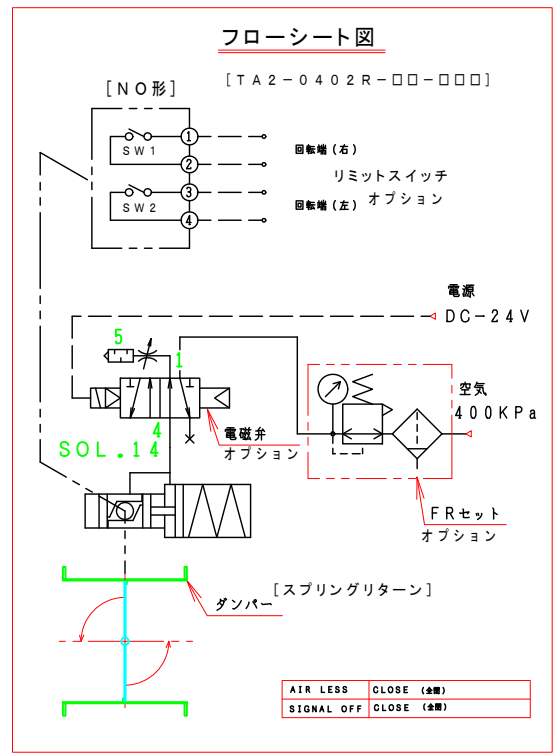 フローシート図
[TA2-0402R-□□-□□□]
[NO形]
SW1
1
2
SW2
3
4
回転端(右)
リミットスイッチ
オプション
回転端(左)
電源
DC-24V
5
1
4
SOL.14
電磁弁
オプション
空気
400KPa
FRセット
オプション
[スプリングリターン]
ダンパー
AIR LESS CLOSE (全閉)
SIGNAL OFF CLOSE (全閉)